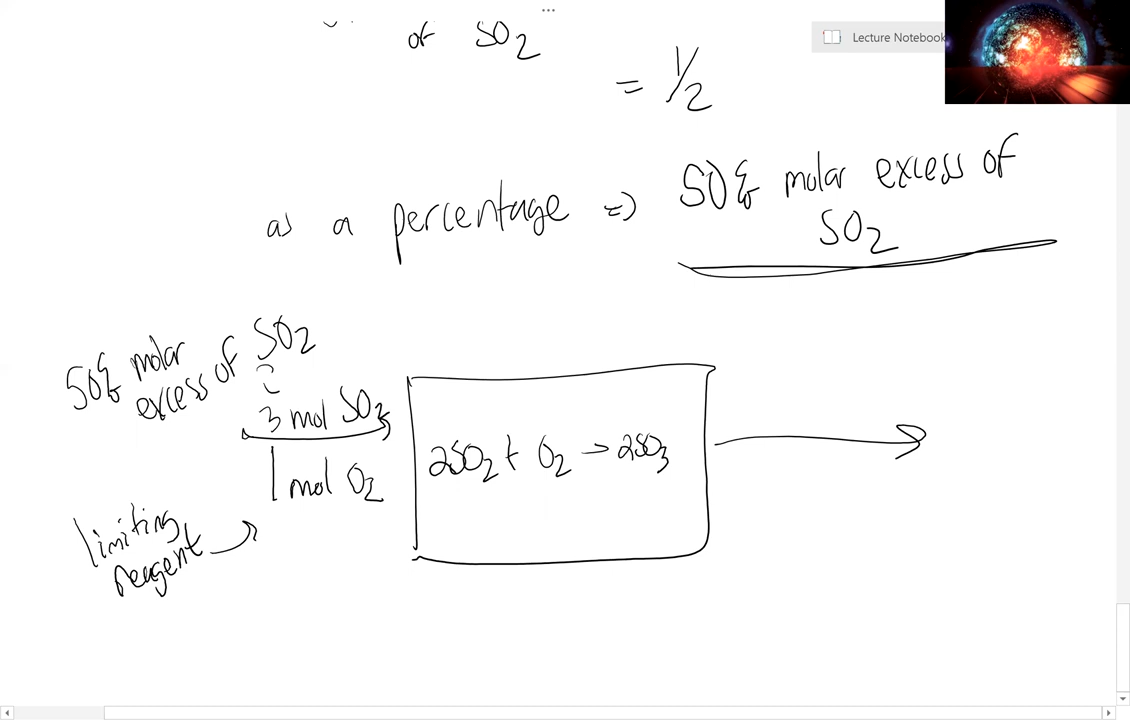 of SO2
Lecture Notebook
= 1/2
as a percentage => 50% molar excess of
SO2
50% molar
excess of SO2
3 mol SO2
1 mol O2
2SO2 + O2 → 2SO3
limiting
reagent →